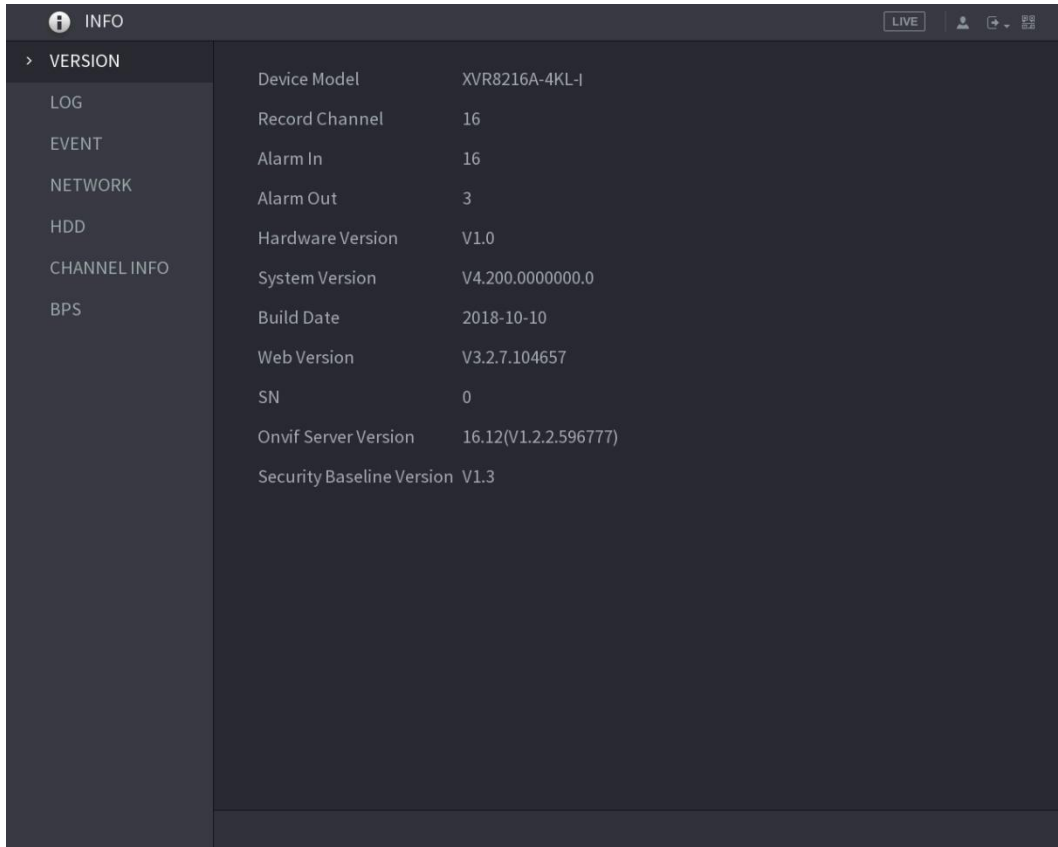 INFO
LIVE
VERSION
LOG
EVENT
NETWORK
HDD
CHANNEL INFO
BPS
Device Model XVR8216A-4KL-I
Record Channel 16
Alarm In 16
Alarm Out 3
Hardware Version V1.0
System Version V4.200.0000000.0
Build Date 2018-10-10
Web Version V3.2.7.104657
SN 0
Onvif Server Version 16.12(V1.2.2.596777)
Security Baseline Version V1.3